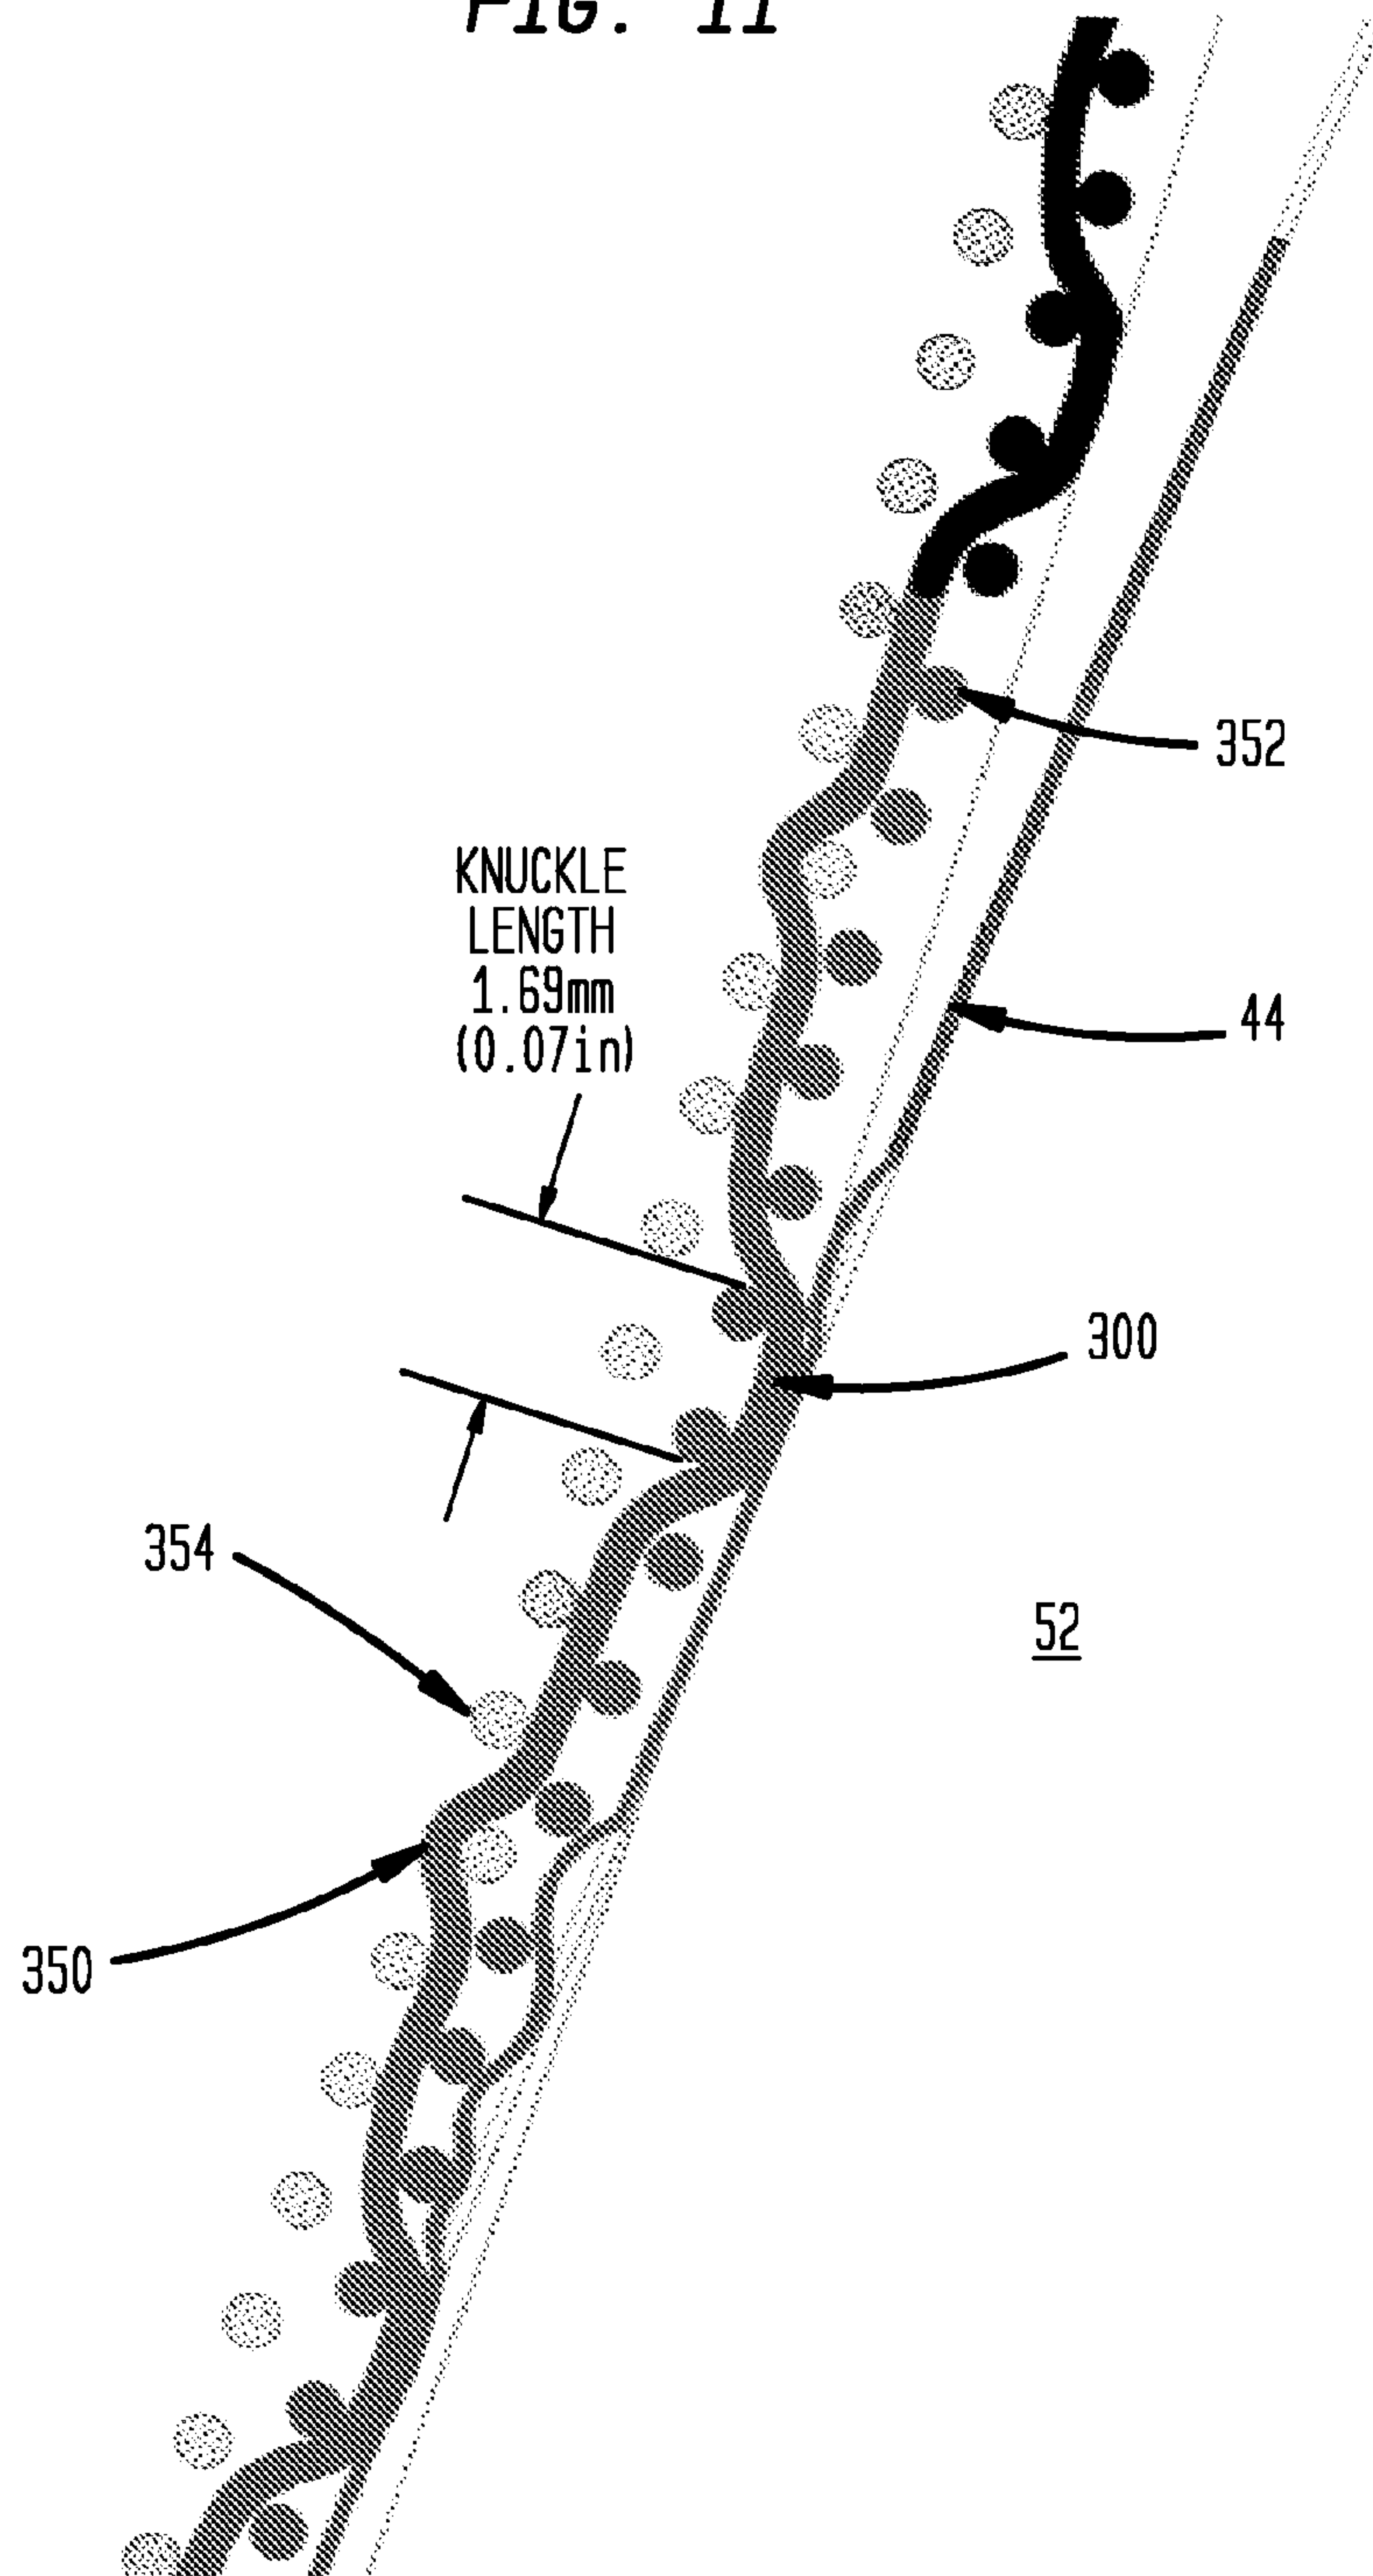 FIG. 11
352
KNUCKLE
LENGTH
1.69mm
(0.07in)
44
300
354
52
350